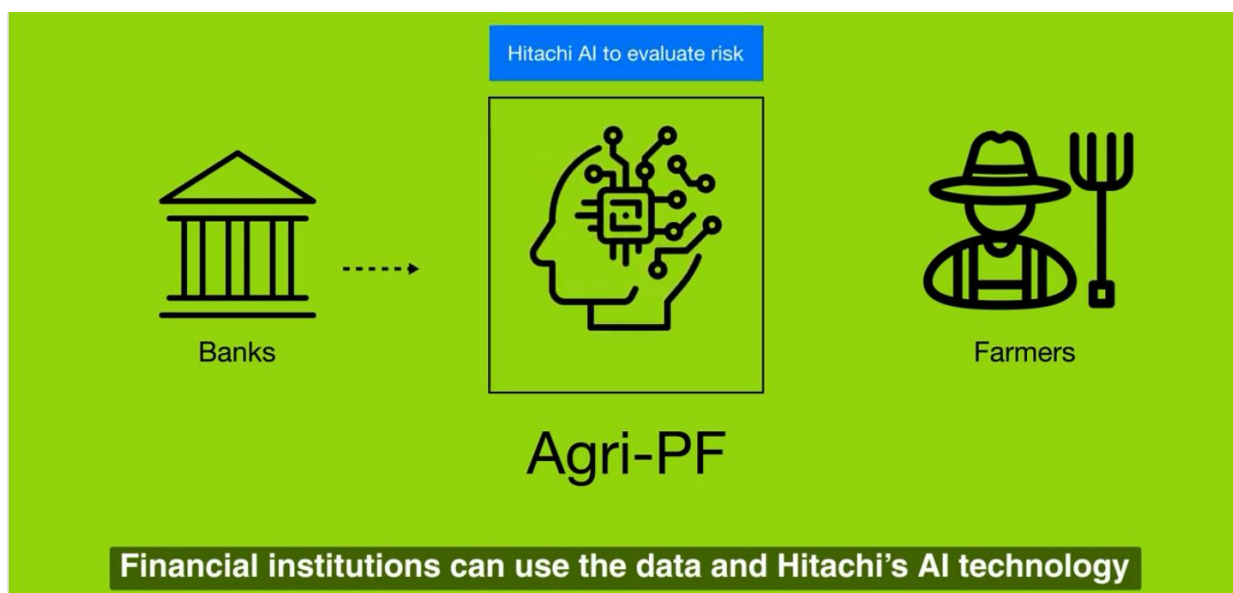 Hitachi AI to evaluate risk
Banks
Farmers
Agri-PF
Financial institutions can use the data and Hitachi’s AI technology